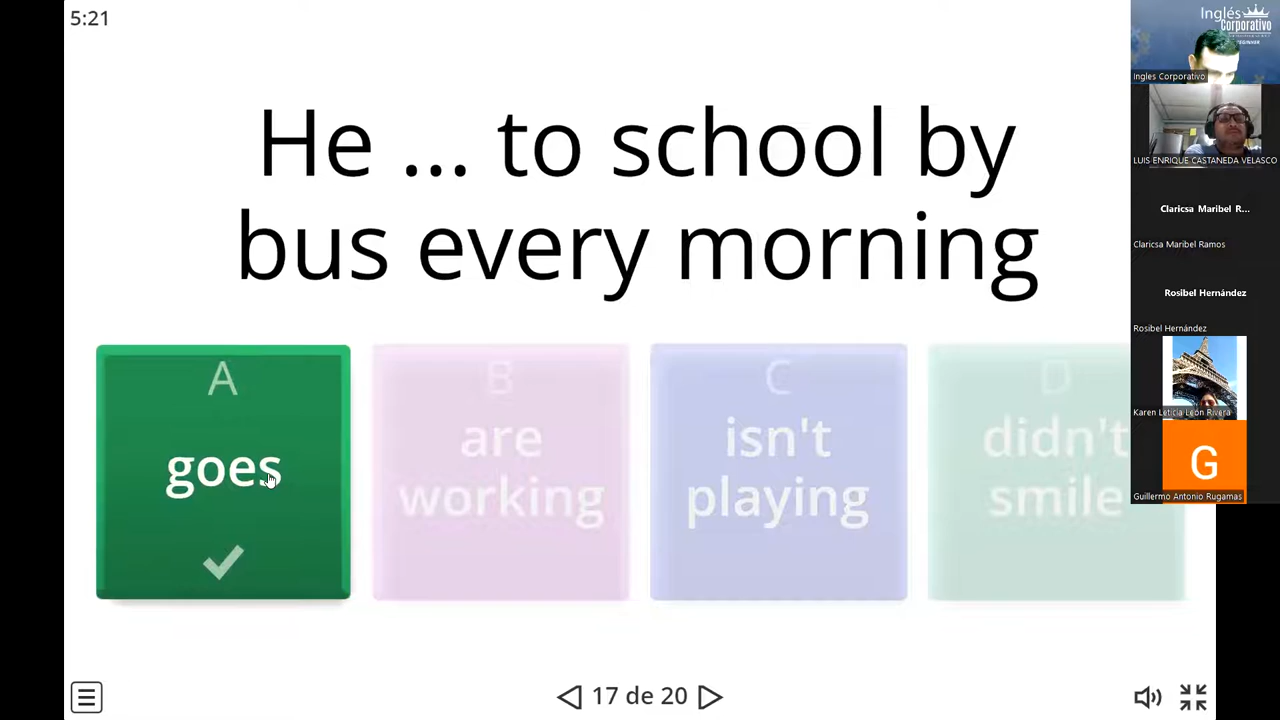 5:21
He ... to school by
bus every morning
A
goes
B
are
working
C
isn't
playing
D
didn't
smile
17 de 20
Inglés
Corporativo
Ingles Corporativo
LUIS ENRIQUE CASTANEDA VELASCO
Claricsa Maribel R...
Claricsa Maribel Ramos
Rosibel Hernández
Rosibel Hernández
Karen Leticia León Rivera
G
Guillermo Antonio Rugamas